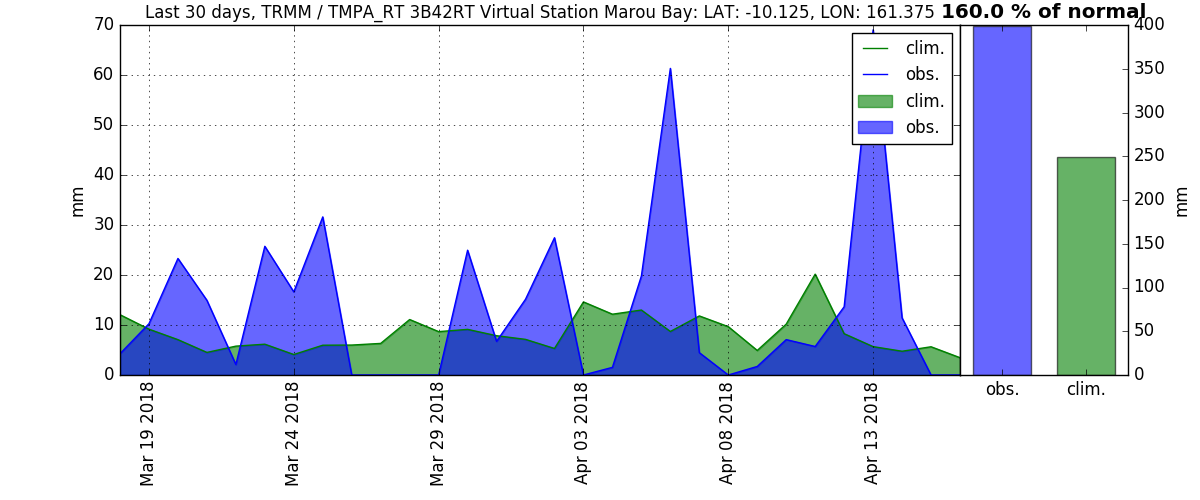 Last 30 days, TRMM / TMPA_RT 3B42RT Virtual Station Marou Bay: LAT: -10.125, LON: 161.375 160.0 % of normal
70
60
50
40
30
20
10
0
mm
clim.
obs.
clim.
obs.
400
350
300
250
200
150
100
50
0
mm
obs. clim.
Mar 19 2018
Mar 24 2018
Mar 29 2018
Apr 03 2018
Apr 08 2018
Apr 13 2018